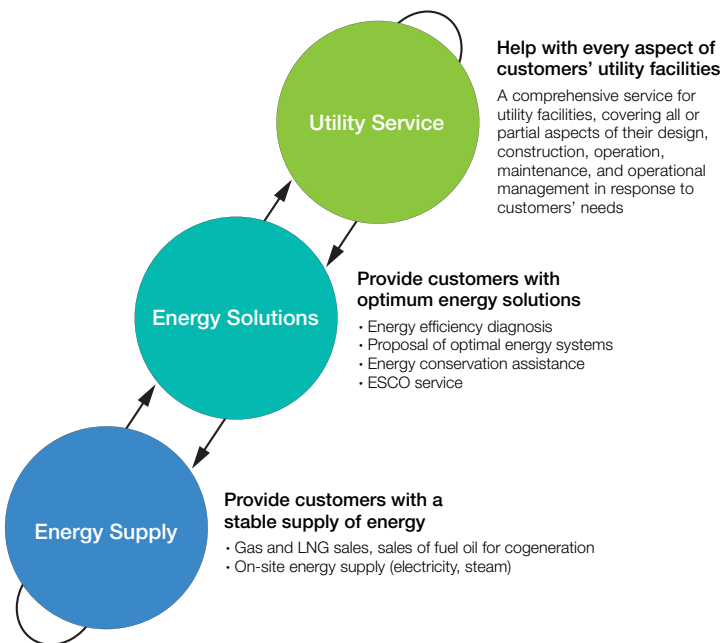 Utility Service
Help with every aspect of
customers’ utility facilities
A comprehensive service for
utility facilities, covering all or
partial aspects of their design,
construction, operation,
maintenance, and operational
management in response to
customers’ needs
Energy Solutions
Provide customers with
optimum energy solutions
· Energy efficiency diagnosis
· Proposal of optimal energy systems
· Energy conservation assistance
· ESCO service
Energy Supply
Provide customers with a
stable supply of energy
· Gas and LNG sales, sales of fuel oil for cogeneration
· On-site energy supply (electricity, steam)